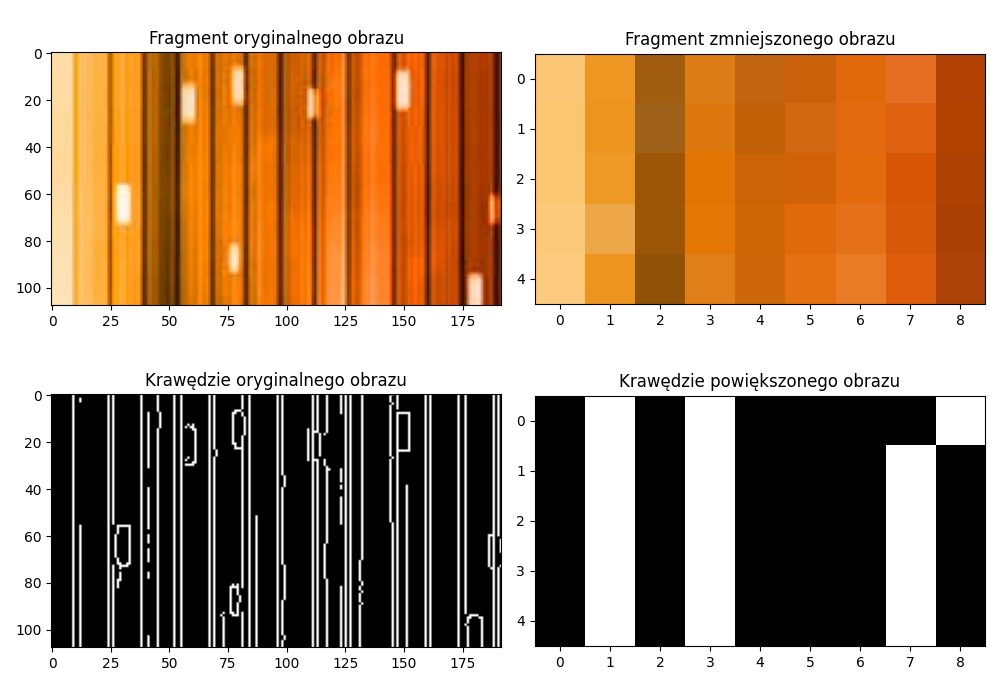 Fragment oryginalnego obrazu
0
20
40
60
80
100
0 25 50 75 100 125 150 175
Fragment zmniejszonego obrazu
0
1
2
3
4
0 1 2 3 4 5 6 7 8
Krawędzie oryginalnego obrazu
0
20
40
60
80
100
0 25 50 75 100 125 150 175
Krawędzie powiększonego obrazu
0
1
2
3
4
0 1 2 3 4 5 6 7 8